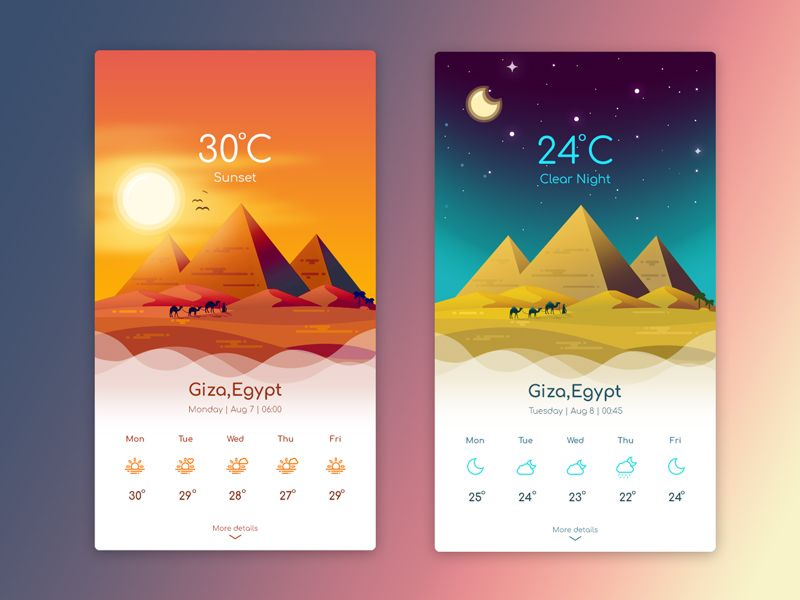 30°C
Sunset
Giza,Egypt
Monday | Aug 7 | 06:00
Mon Tue Wed Thu Fri
30° 29° 28° 27° 29°
More details
24°C
Clear Night
Giza,Egypt
Tuesday | Aug 8 | 00:45
Mon Tue Wed Thu Fri
25° 24° 23° 22° 24°
More details